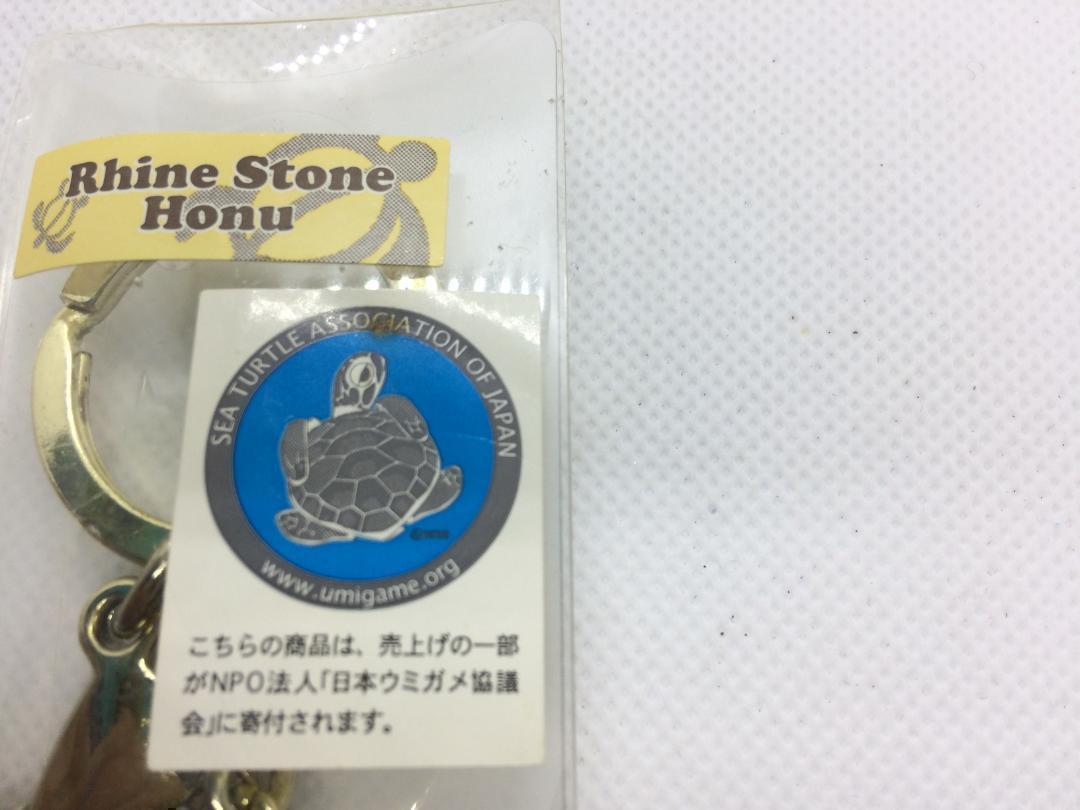 Rhine Stone
Honu
SEA TURTLE ASSOCIATION OF JAPAN
www.umigame.org
こちらの商品は、売上げの一部
がNPO法人「日本ウミガメ協議
会」に寄付されます。